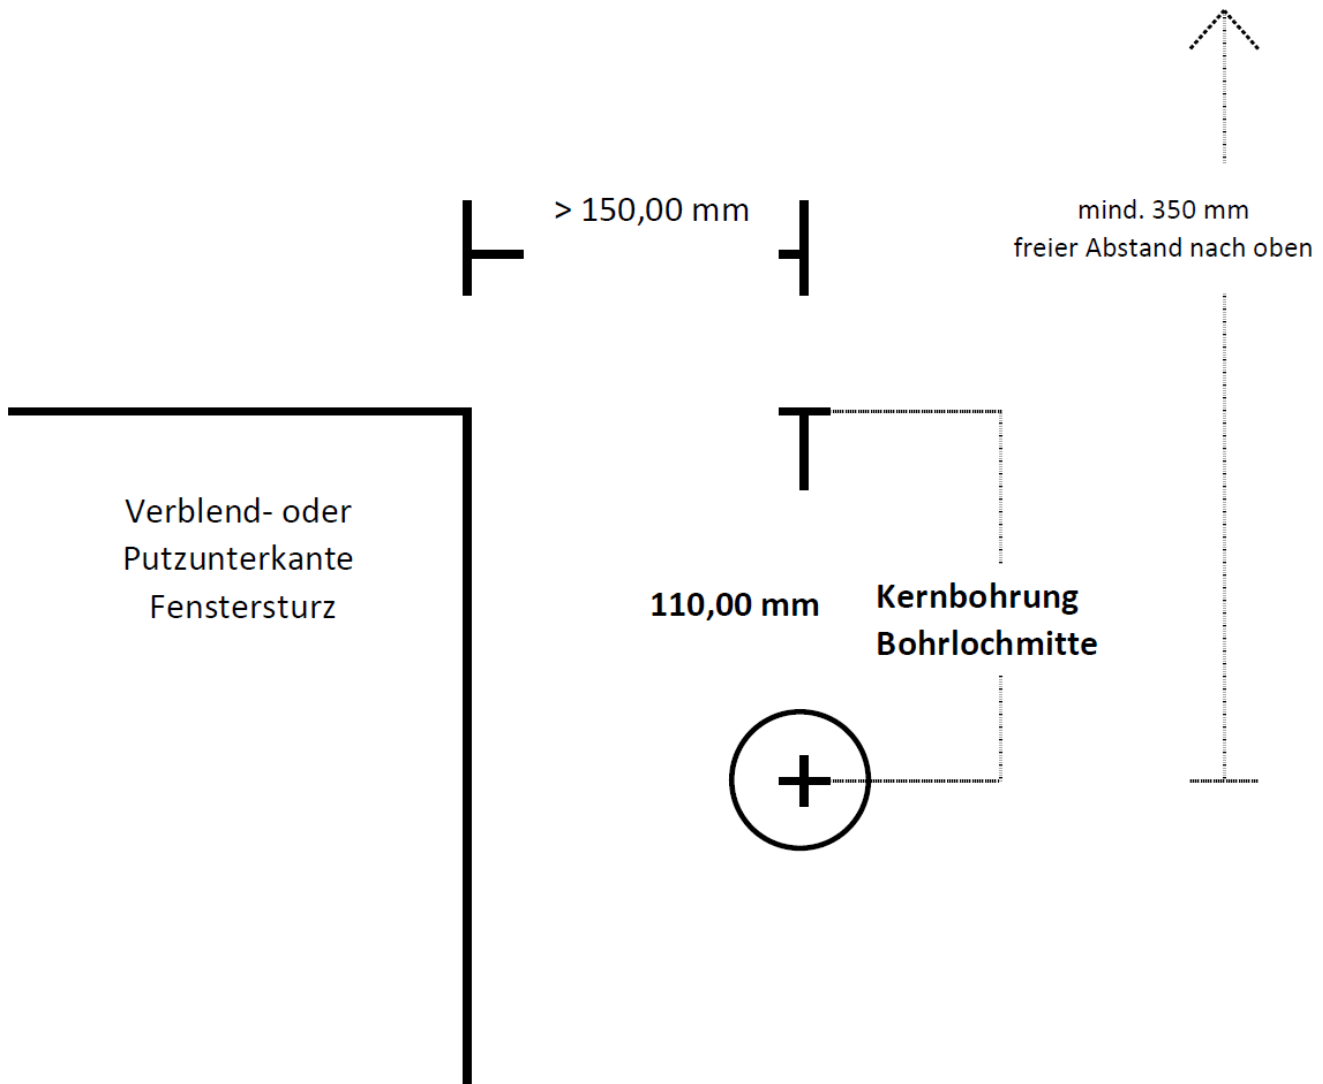 > 150,00 mm
mind. 350 mm
freier Abstand nach oben
Verblend- oder
Putzunterkante
Fenstersturz
110,00 mm
Kernbohrung
Bohrlochmitte